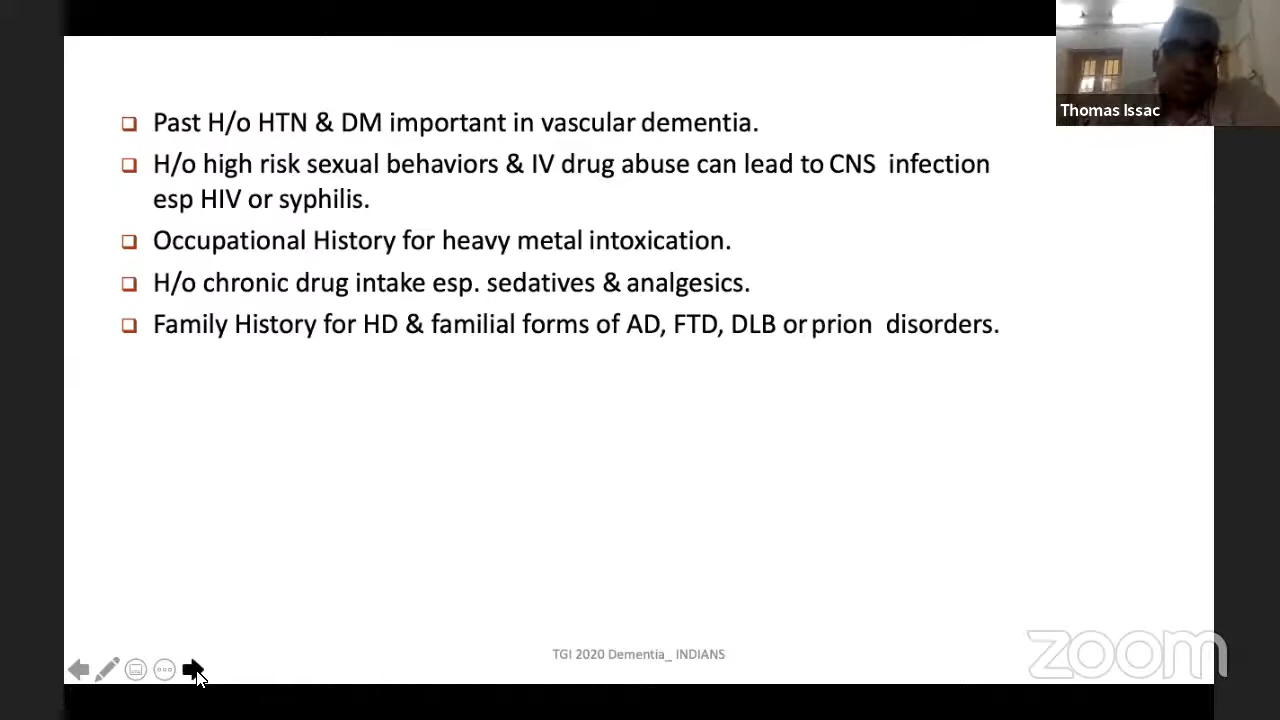 Thomas Issac
Past H/o HTN & DM important in vascular dementia.
H/o high risk sexual behaviors & IV drug abuse can lead to CNS infection
esp HIV or syphilis.
Occupational History for heavy metal intoxication.
H/o chronic drug intake esp. sedatives & analgesics.
Family History for HD & familial forms of AD, FTD, DLB or prion disorders.
TGI 2020 Dementia_ INDIANS
zoom